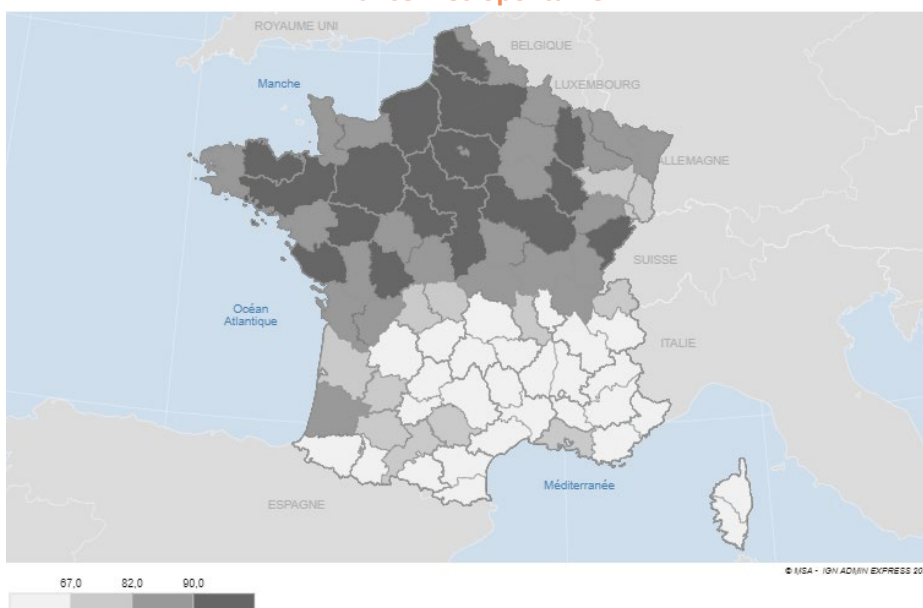 ROYAUME UNI
BELGIQUE
Manche
LUXEMBOURG
ALLEMAGNE
SUISSE
Océan
Atlantique
ITALIE
Méditerranée
ESPAGNE
© MSA - IGN ADMIN EXPRESS 20
67,0 82,0 90,0